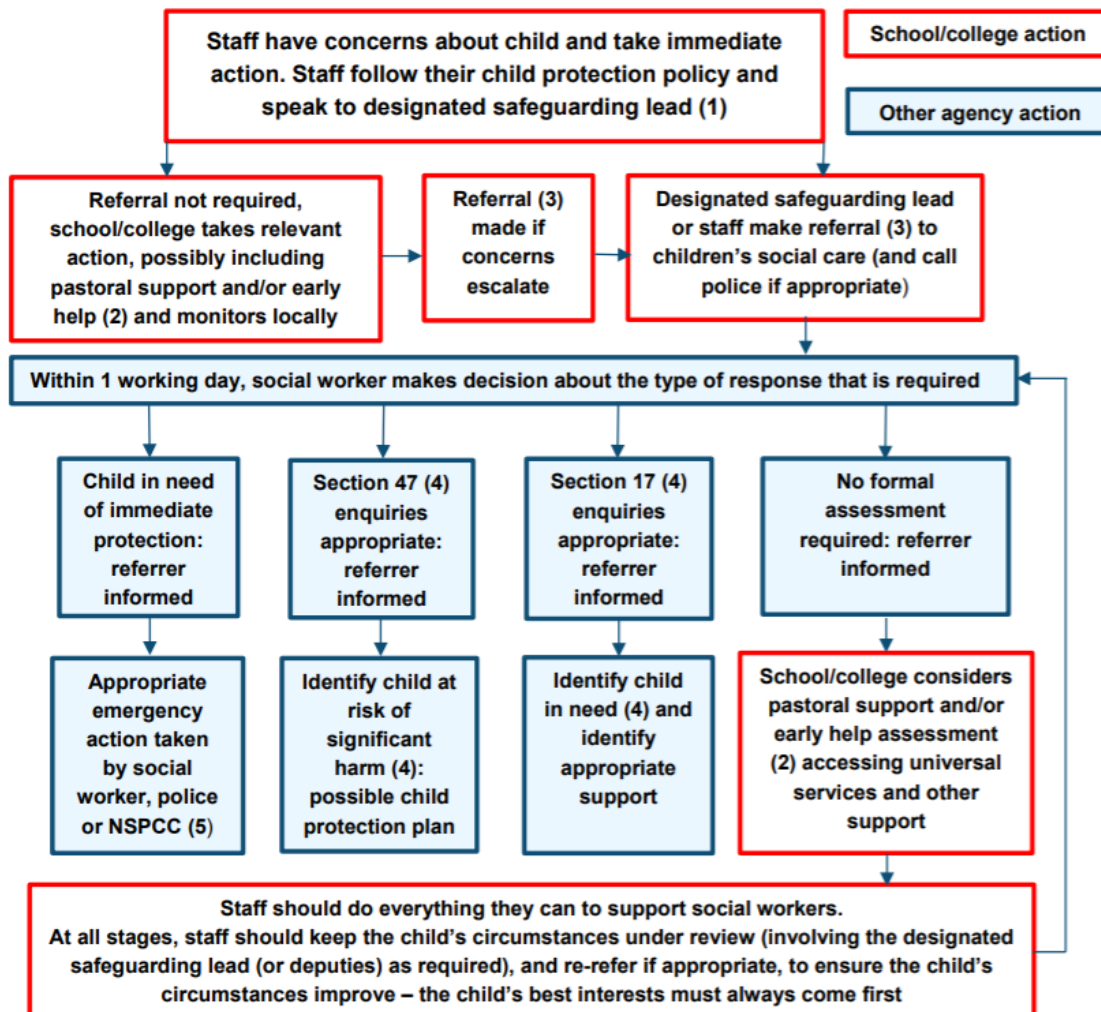 Staff have concerns about child and take immediate
action. Staff follow their child protection policy and
speak to designated safeguarding lead (1)
School/college action
Other agency action
Referral not required,
school/college takes relevant
action, possibly including
pastoral support and/or early
help (2) and monitors locally
Referral (3)
made if
concerns
escalate
Designated safeguarding lead
or staff make referral (3) to
children’s social care (and call
police if appropriate)
Within 1 working day, social worker makes decision about the type of response that is required
Child in need
of immediate
protection:
referrer
informed
Section 47 (4)
enquiries
appropriate:
referrer
informed
Section 17 (4)
enquiries
appropriate:
referrer
informed
No formal
assessment
required: referrer
informed
Appropriate
emergency
action taken
by social
worker, police
or NSPCC (5)
Identify child at
risk of
significant
harm (4):
possible child
protection plan
Identify child
in need (4) and
identify
appropriate
support
School/college considers
pastoral support and/or
early help assessment
(2) accessing universal
services and other
support
Staff should do everything they can to support social workers.
At all stages, staff should keep the child’s circumstances under review (involving the designated
safeguarding lead (or deputies) as required), and re-refer if appropriate, to ensure the child’s
circumstances improve – the child’s best interests must always come first